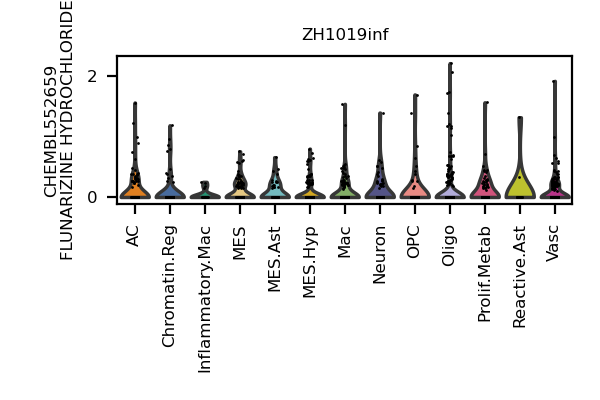 ZH1019inf
CHEMBL552659
FLUNARIZINE HYDROCHLORIDE
2
0
AC
Chromatin.Reg
Inflammatory.Mac
MES
MES.Ast
MES.Hyp
Mac
Neuron
OPC
Oligo
Prolif.Metab
Reactive.Ast
Vasc